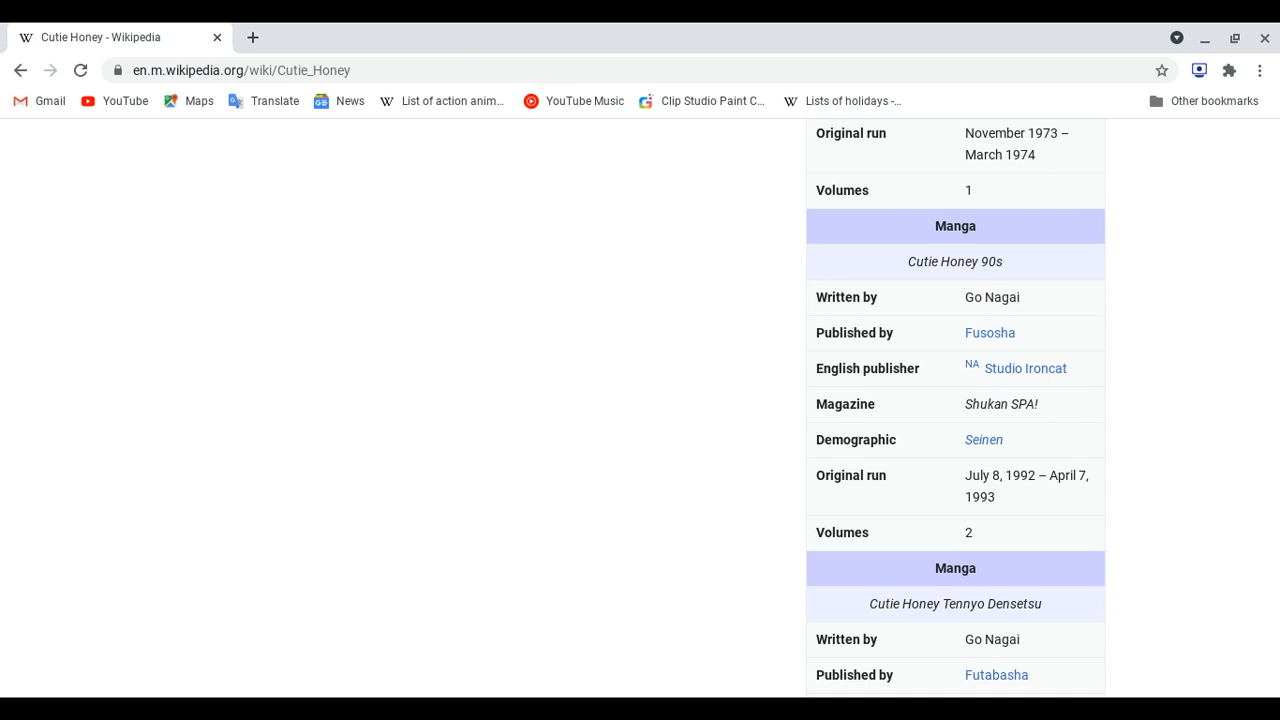 Cutie Honey - Wikipedia
en.m.wikipedia.org/wiki/Cutie_Honey
Gmail YouTube Maps Translate News List of action anim... YouTube Music Clip Studio Paint C... Lists of holidays -... Other bookmarks
Original run November 1973 –
March 1974
Volumes 1
Manga
Cutie Honey 90s
Written by Go Nagai
Published by Fusosha
English publisher NA Studio Ironcat
Magazine Shukan SPA!
Demographic Seinen
Original run July 8, 1992 – April 7,
1993
Volumes 2
Manga
Cutie Honey Tennyo Densetsu
Written by Go Nagai
Published by Futabasha